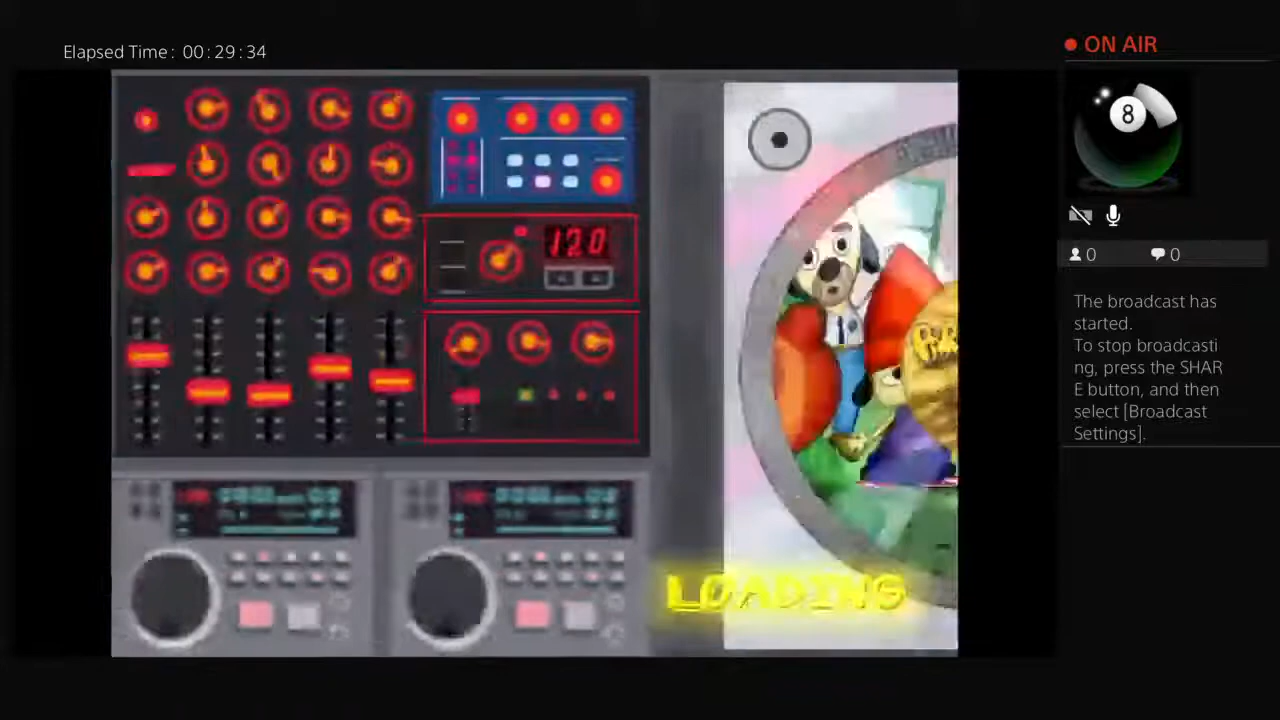 Elapsed Time: 00:29:34
ON AIR
8
120
0
0
The broadcast has
started.
To stop broadcasti
ng, press the SHAR
E button, and then
select [Broadcast
Settings].
LOADING